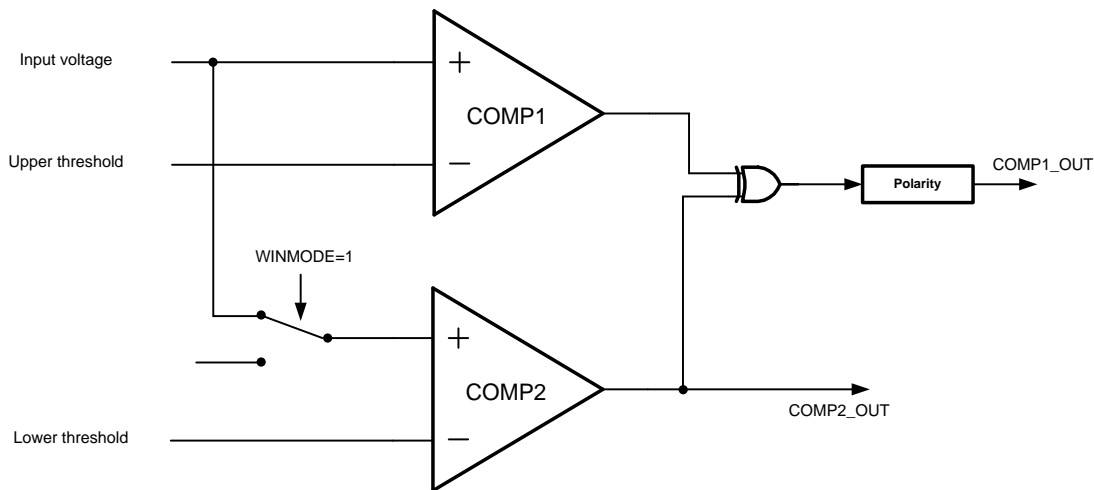 Input voltage
+
COMP1
Upper threshold
−
COMP1_OUT
Polarity
WINMODE=1
+
COMP2
COMP2_OUT
Lower threshold
−